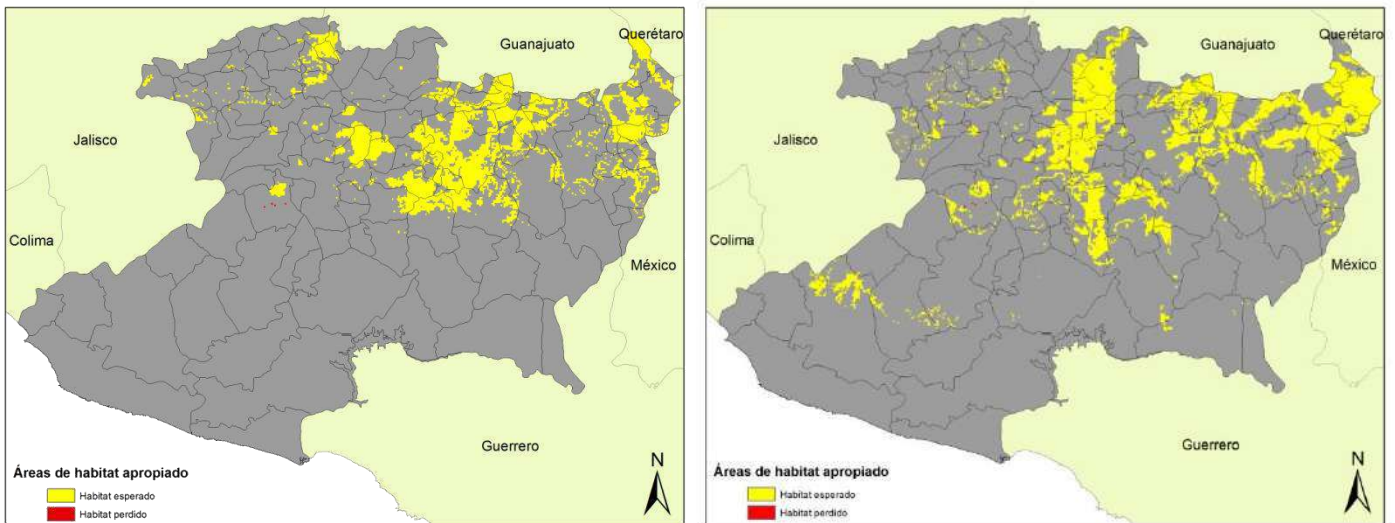 Guanajuato
Querétaro
Jalisco
Colima
México
Guerrero
Áreas de habitat apropiado
Habitat esperado
Habitat perdido
N
Guanajuato
Querétaro
Jalisco
Colima
México
Guerrero
Áreas de habitat apropiado
Habitat esperado
Habitat perdido
N